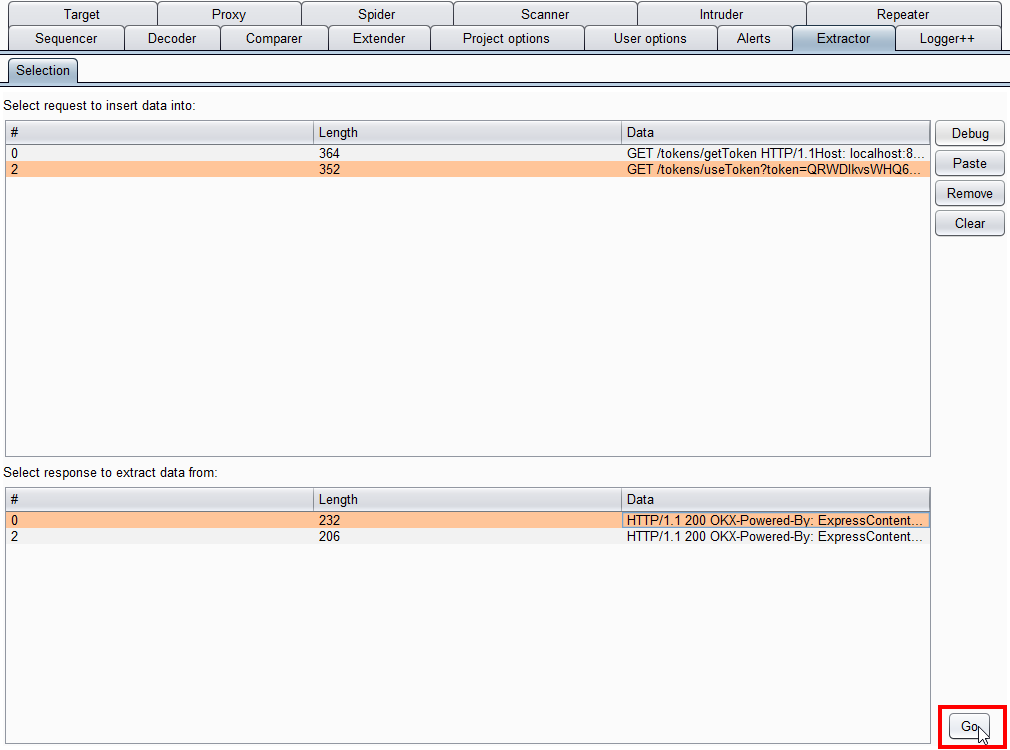 Target Proxy Spider Scanner Intruder Repeater
Sequencer Decoder Comparer Extender Project options User options Alerts Extractor Logger++
Selection
Select request to insert data into:
# Length Data
0 364 GET /tokens/getToken HTTP/1.1Host: localhost:8...
2 352 GET /tokens/useToken?token=QRWDlkvsWHQ6...
Debug
Paste
Remove
Clear
Select response to extract data from:
# Length Data
0 232 HTTP/1.1 200 OKX-Powered-By: ExpressContent...
2 206 HTTP/1.1 200 OKX-Powered-By: ExpressContent...
Go